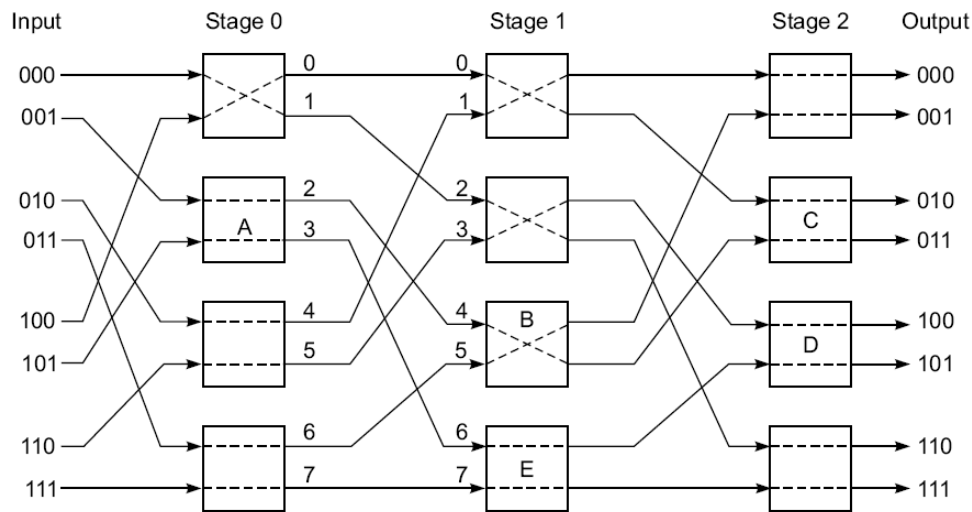 Input Stage 0 Stage 1 Stage 2 Output
000 0 0 000
001 1 1 001
010 2 2 010
A 3 3 C
011 011
100 4 4 B 100
101 5 5 D 101
110 6 6 110
E
111 7 7 111